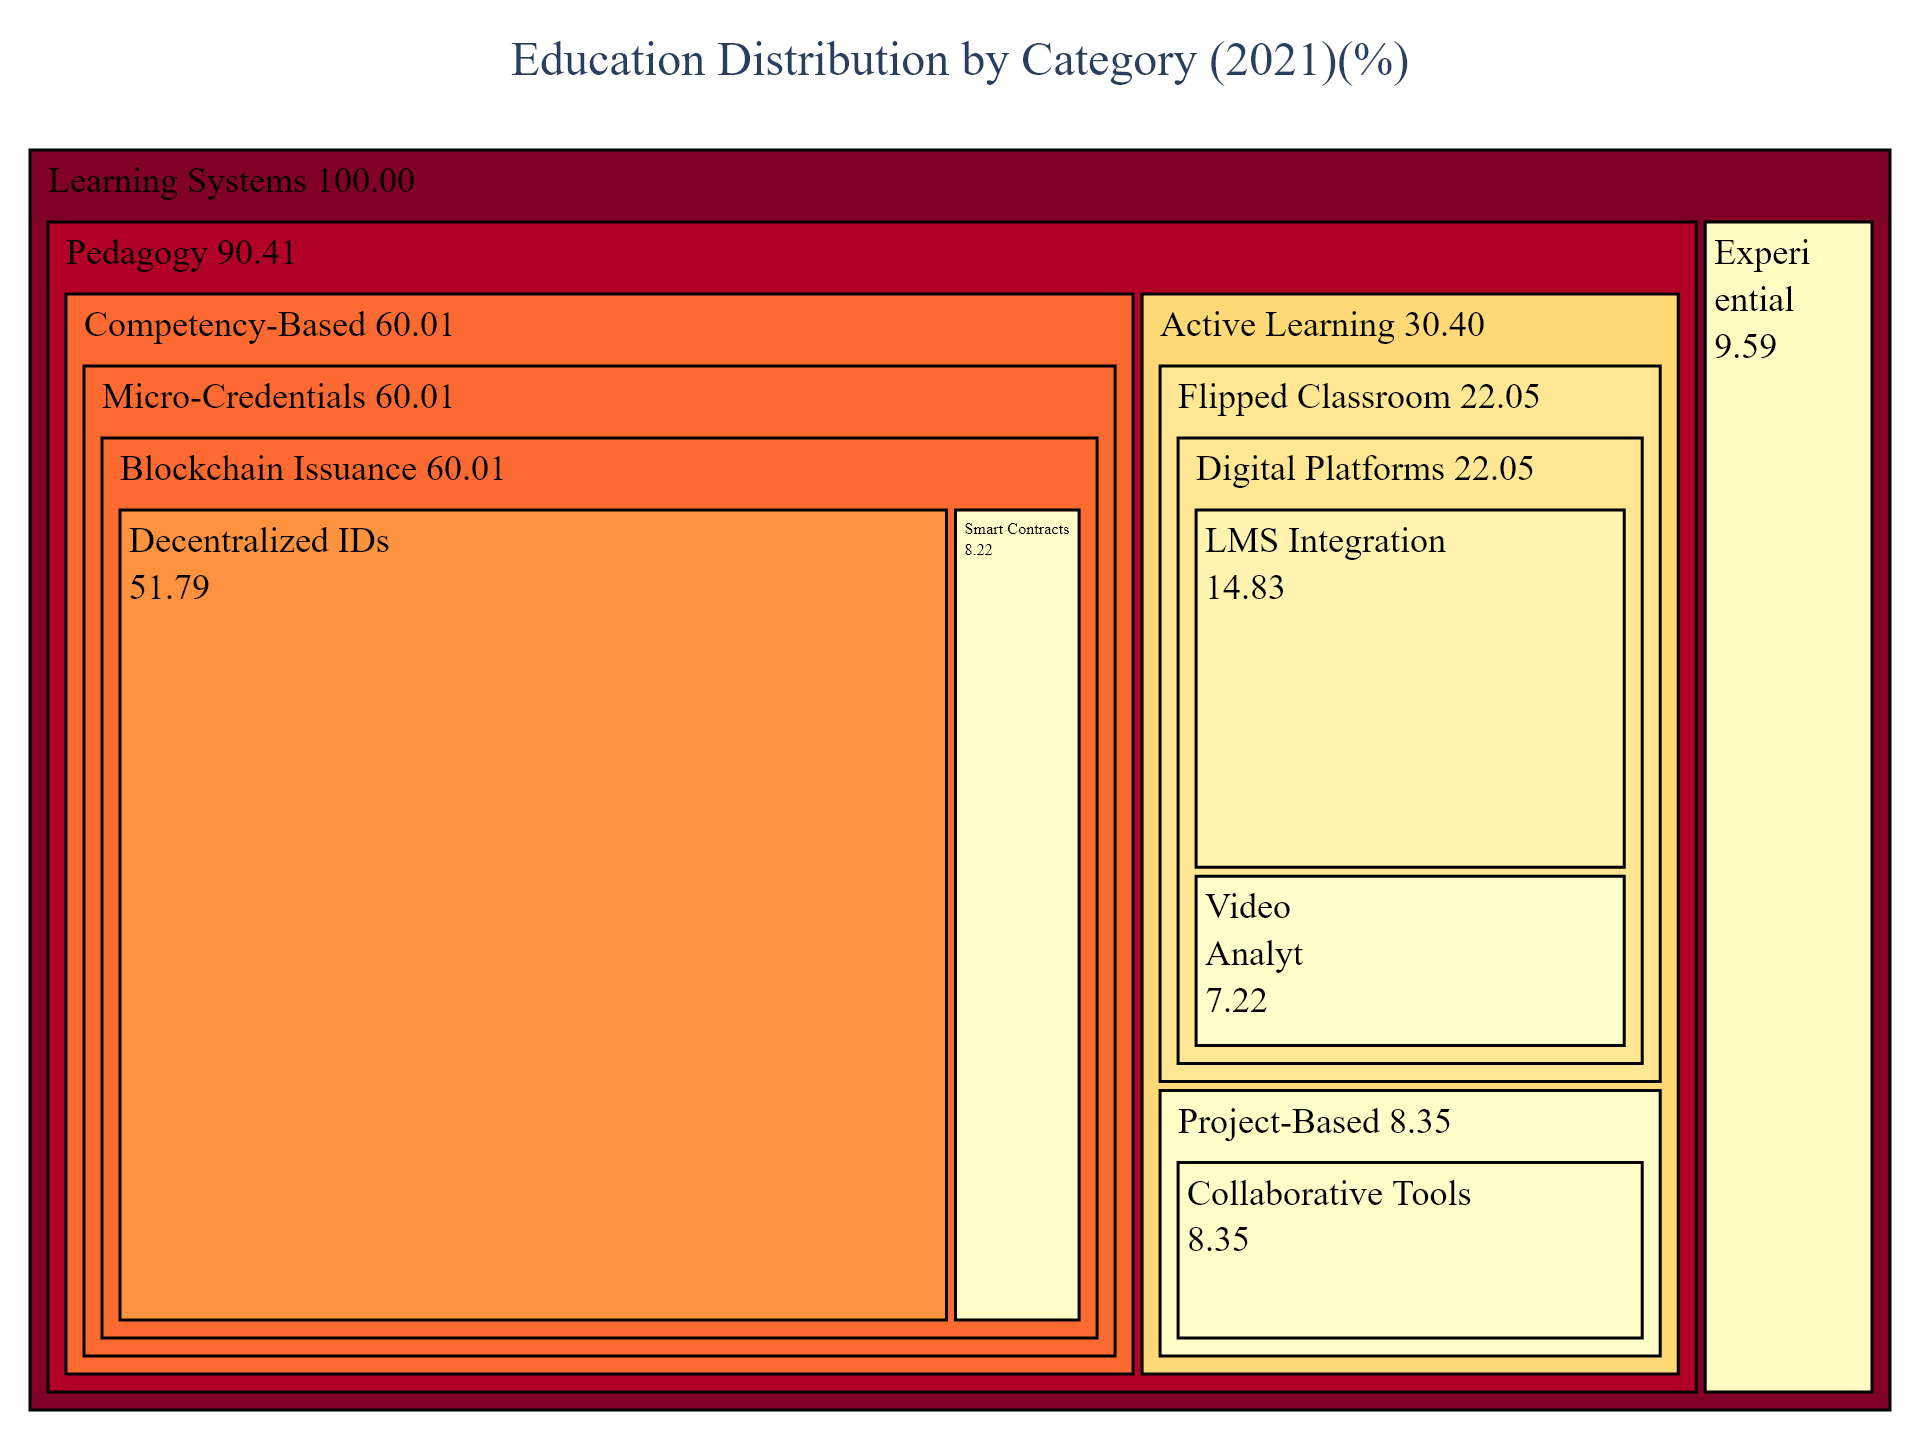 Education Distribution by Category (2021)(%)
Learning Systems 100.00
Pedagogy 90.41
Competency-Based 60.01
Micro-Credentials 60.01
Blockchain Issuance 60.01
Decentralized IDs
51.79
Smart Contracts
8.22
Active Learning 30.40
Flipped Classroom 22.05
Digital Platforms 22.05
LMS Integration
14.83
Video
Analyt
7.22
Project-Based 8.35
Collaborative Tools
8.35
Experi
ential
9.59